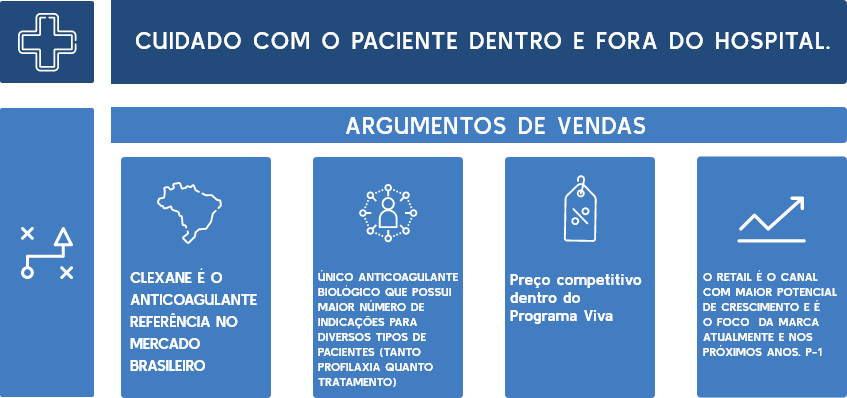 CUIDADO COM O PACIENTE DENTRO E FORA DO HOSPITAL.
ARGUMENTOS DE VENDAS
CLEXANE É O
ANTICOAGULANTE
REFERÊNCIA NO
MERCADO
BRASILEIRO
ÚNICO ANTICOAGULANTE
BIOLÓGICO QUE POSSUI
MAIOR NÚMERO DE
INDICAÇÕES PARA
DIVERSOS TIPOS DE
PACIENTES (TANTO
PROFILAXIA QUANTO
TRATAMENTO)
Preço competitivo
dentro do
Programa Viva
O RETAIL É O CANAL
COM MAIOR POTENCIAL
DE CRESCIMENTO E É
O FOCO DA MARCA
ATUALMENTE E NOS
PRÓXIMOS ANOS. P-1